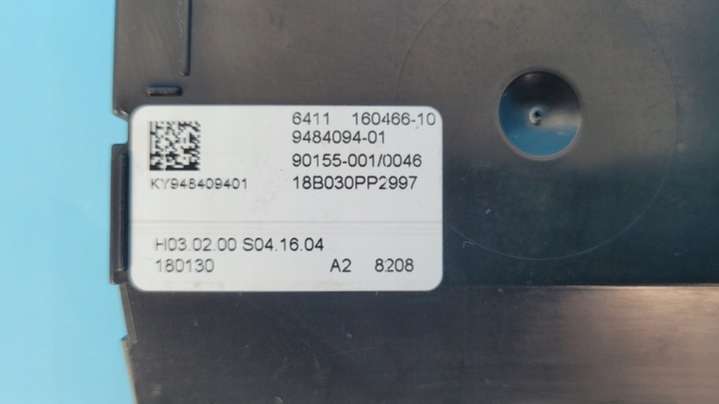 6411 160466-10
9484094-01
90155-001/0046
KY948409401 18B030PP2997
H03.02.00 S04.16.04
180130 A2 8208